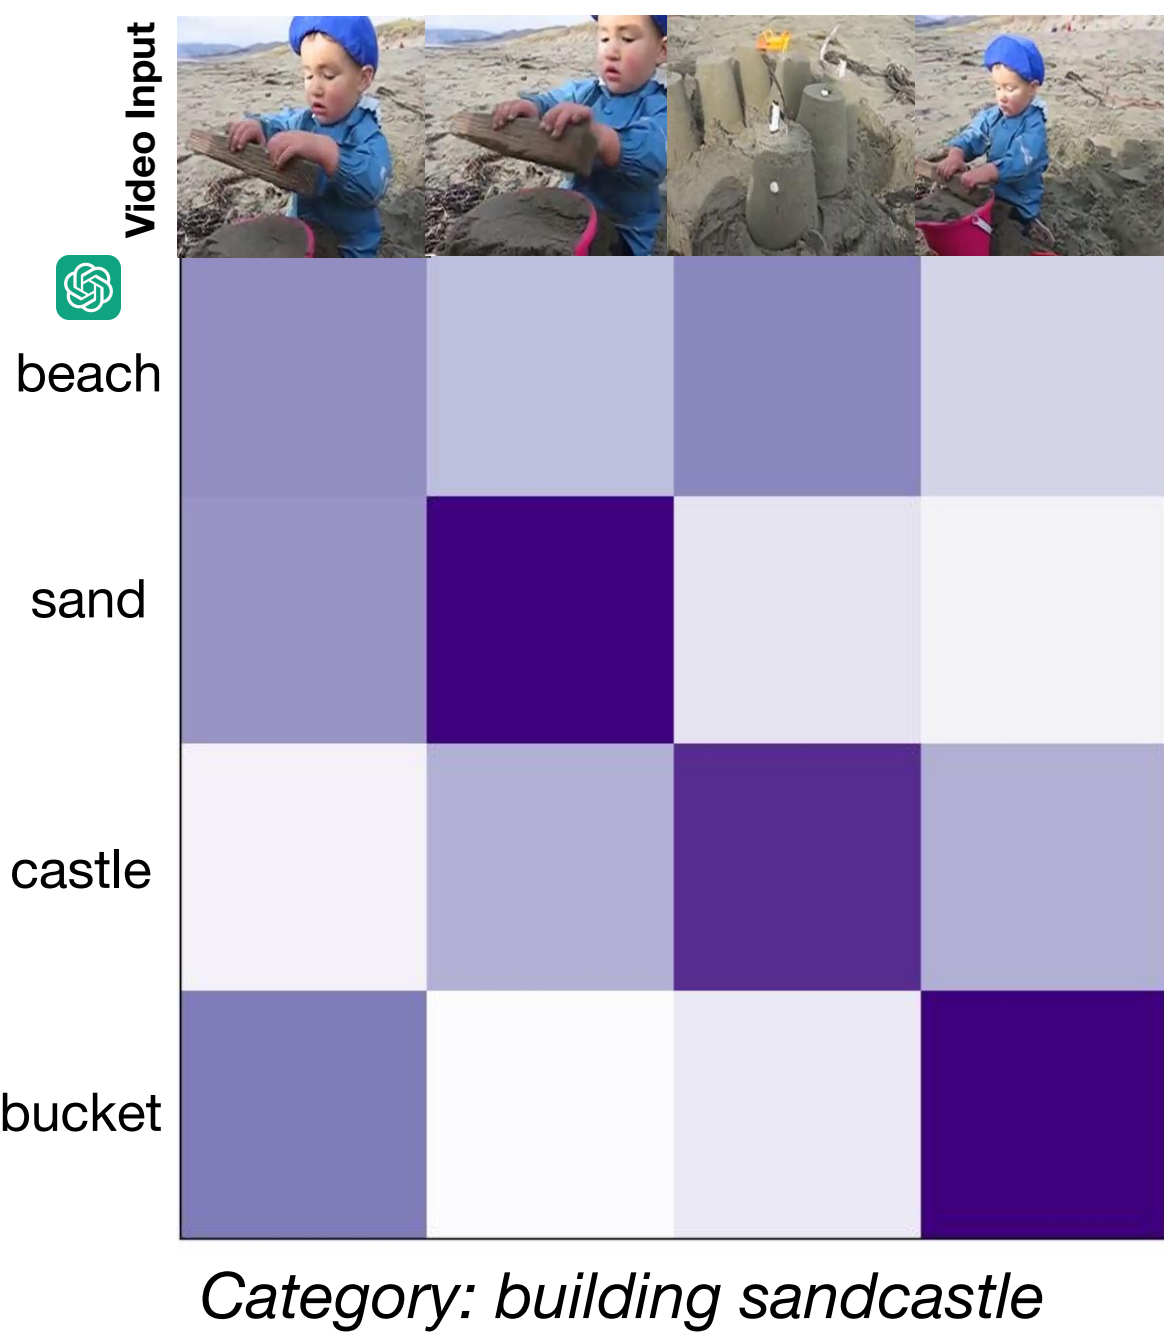 Video Input
beach
sand
castle
bucket
Category: building sandcastle